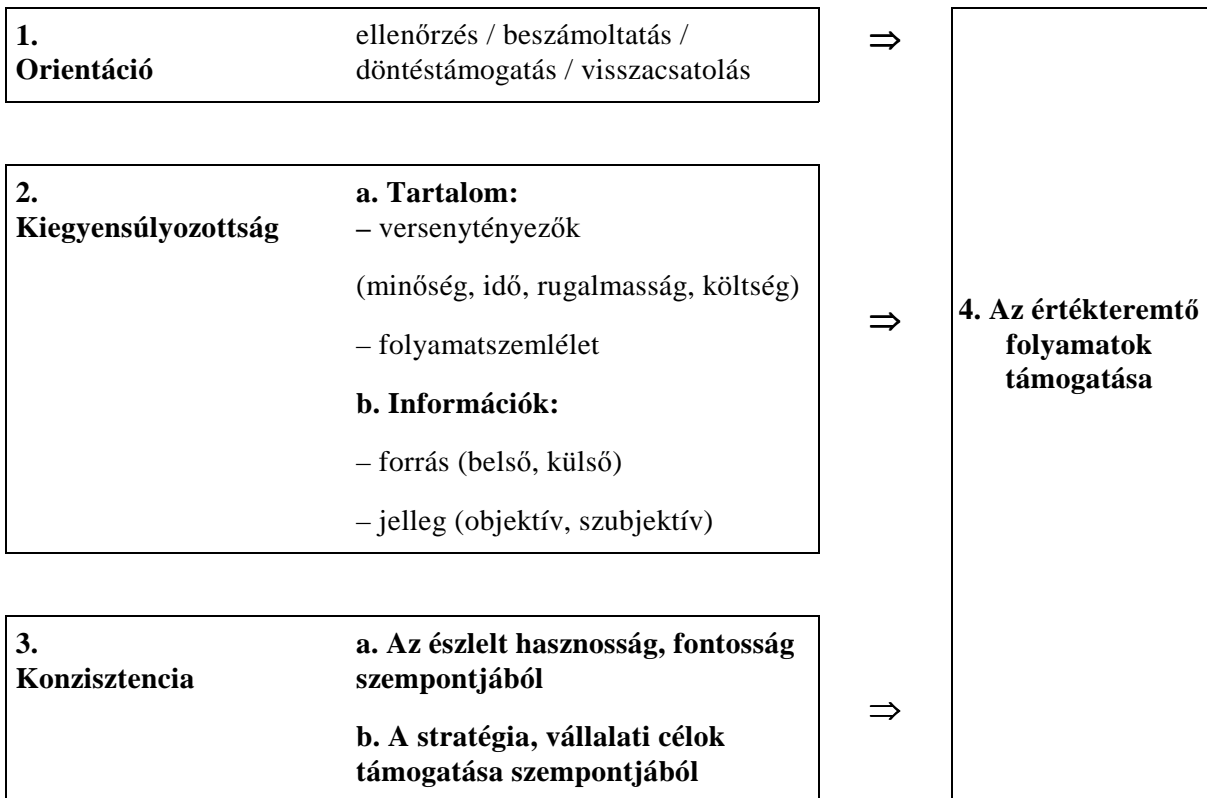 1.
Orientáció
ellenőrzés / beszámoltatás /
döntéstámogatás / visszacsatolás
⇒
2.
Kiegyensúlyozottság
a. Tartalom:
– versenytényezők
(minőség, idő, rugalmasság, költség)
– folyamatszemlélet
b. Információk:
– forrás (belső, külső)
– jelleg (objektív, szubjektív)
⇒
3.
Konzisztencia
a. Az észlelt hasznosság, fontosság
szempontjából
b. A stratégia, vállalati célok
támogatása szempontjából
⇒
4. Az értékteremtő
folyamatok
támogatása